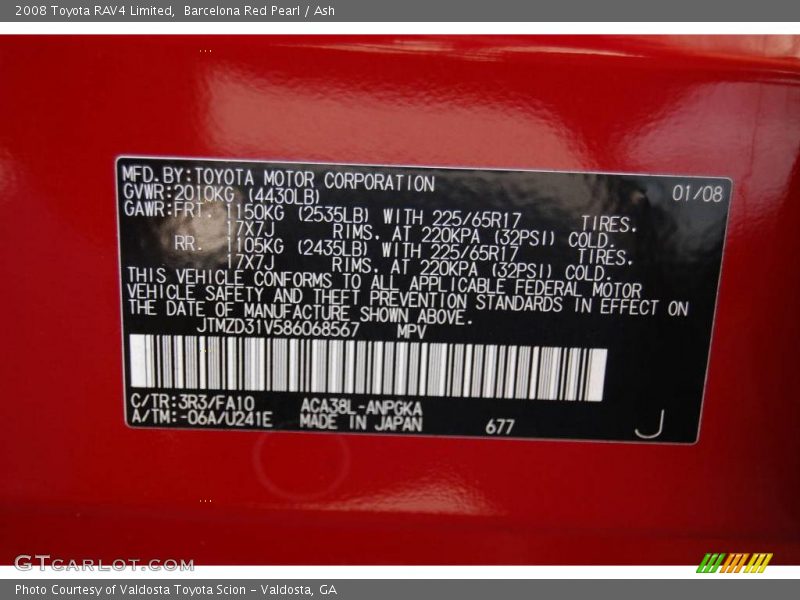 2008 Toyota RAV4 Limited, Barcelona Red Pearl / Ash
MFD.BY:TOYOTA MOTOR CORPORATION 01/08
GVWR:2010KG (4430LB)
GAWR:FRT. 1150KG (2535LB) WITH 225/65R17 TIRES.
17X7J RIMS. AT 220KPA (32PSI) COLD.
RR. 1105KG (2435LB) WITH 225/65R17 TIRES.
17X7J RIMS. AT 220KPA (32PSI) COLD.
THIS VEHICLE CONFORMS TO ALL APPLICABLE FEDERAL MOTOR
VEHICLE SAFETY AND THEFT PREVENTION STANDARDS IN EFFECT ON
THE DATE OF MANUFACTURE SHOWN ABOVE.
JTMZD31V586068567 MPV
C/TR:3R3/FA10 ACA38L-ANPGKA
A/TM:-06A/U241E MADE IN JAPAN 677 J
GTCARLOT.COM
Photo Courtesy of Valdosta Toyota Scion - Valdosta, GA